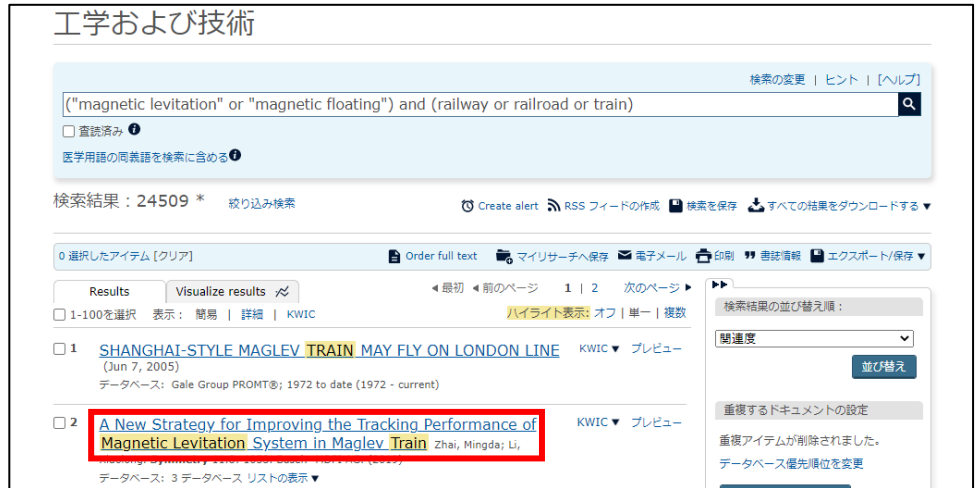 工学および技術
検索の変更 | ヒント | [ヘルプ]
("magnetic levitation" or "magnetic floating") and (railway or railroad or train)
査読済み
医学用語の同義語を検索に含める
検索結果：24509 * 絞り込み検索
Create alert RSS フィードの作成 検索を保存 すべての結果をダウンロードする ▼
0 選択したアイテム [クリア]
Order full text マイリサーチへ保存 電子メール 印刷 書誌情報 エクスポート/保存 ▼
Results Visualize results
◀ 最初 ◀ 前のページ 1 | 2 次のページ ▶
1-100を選択 表示： 簡易 | 詳細 | KWIC
ハイライト表示: オフ | 単一 | 複数
1 SHANGHAI-STYLE MAGLEV TRAIN MAY FLY ON LONDON LINE KWIC ▼ プレビュー
(Jun 7, 2005)
データベース： Gale Group PROMT®; 1972 to date (1972 - current)
2 A New Strategy for Improving the Tracking Performance of KWIC ▼ プレビュー
Magnetic Levitation System in Maglev Train Zhai, Mingda; Li,
データベース： 3 データベース リストの表示 ▼
検索結果の並び替え順：
関連度
並び替え
重複するドキュメントの設定
重複アイテムが削除されました。
データベース優先順位を変更